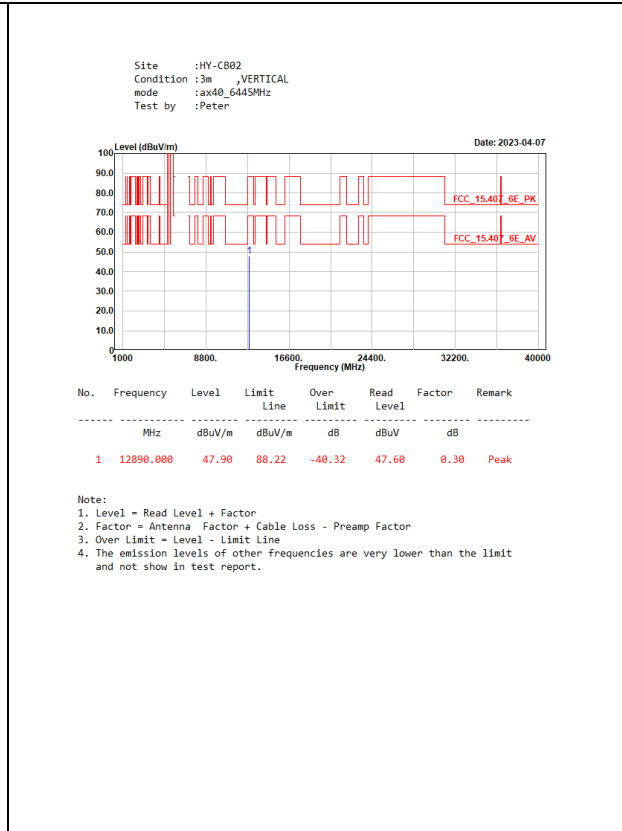 Site :HY-CB02
Condition :3m ,VERTICAL
mode :ax40_6445MHz
Test by :Peter
Level (dBuV/m) Date: 2023-04-07
100
90.0
80.0
70.0
60.0
50.0
40.0
30.0
20.0
10.0
0
FCC_15.407_6E_PK
FCC_15.407_6E_AV
1
1000 8800. 16600. 24400. 32200. 40000
Frequency (MHz)
No. Frequency Level Limit Over Read Factor Remark
Line Limit Level
------ ----------- -------- --------- --------- -------- -------- ---------
MHz dBuV/m dBuV/m dB dBuV dB
1 12890.000 47.90 88.22 -40.32 47.60 0.30 Peak
Note:
1. Level = Read Level + Factor
2. Factor = Antenna Factor + Cable Loss - Preamp Factor
3. Over Limit = Level - Limit Line
4. The emission levels of other frequencies are very lower than the limit
and not show in test report.